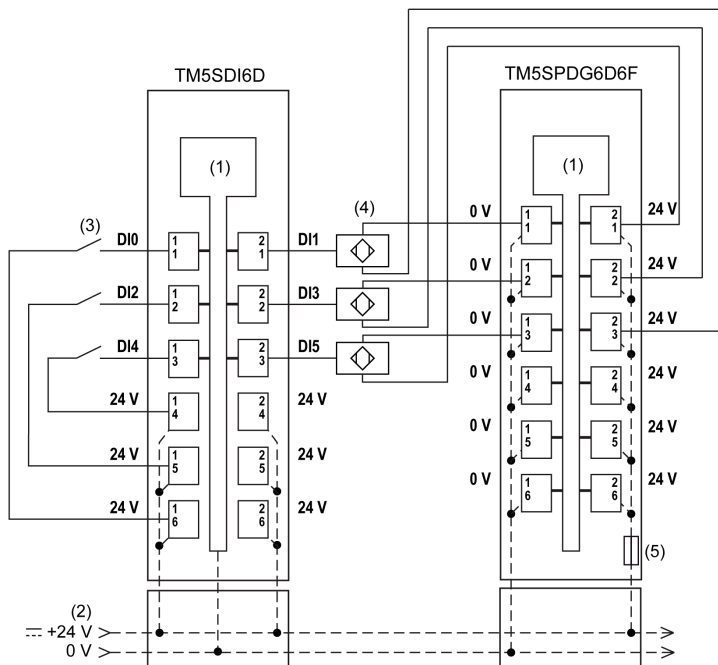 TM5SDI6D
TM5SPDG6D6F
(1)
(1)
(3)
(4)
DI0 1 1 2 1 DI1
0 V 1 1 2 1 24 V
DI2 1 2 2 2 DI3
0 V 1 2 2 2 24 V
DI4 1 3 2 3 DI5
0 V 1 3 2 3 24 V
24 V 1 4 2 4 24 V
0 V 1 4 2 4 24 V
24 V 1 5 2 5 24 V
0 V 1 5 2 5 24 V
24 V 1 6 2 6 24 V
0 V 1 6 2 6 24 V
(5)
(2)
+24 V
0 V